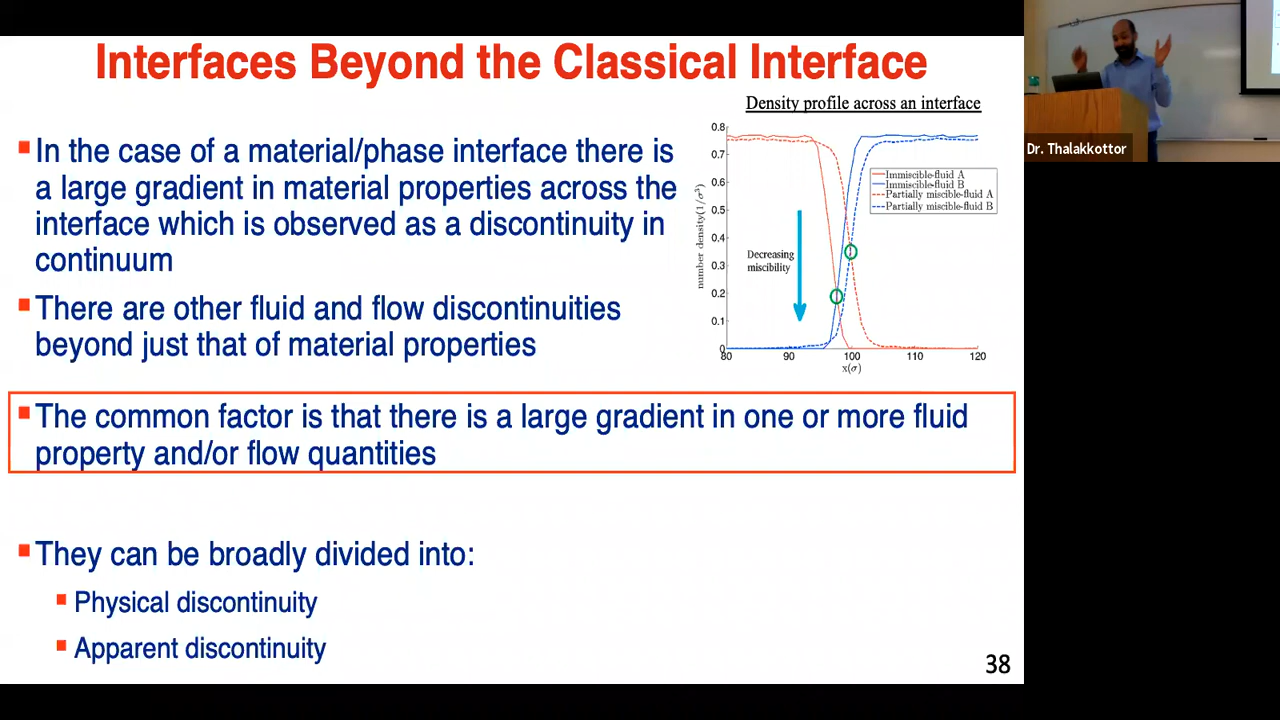 Interfaces Beyond the Classical Interface
In the case of a material/phase interface there is
a large gradient in material properties across the
interface which is observed as a discontinuity in
continuum
There are other fluid and flow discontinuities
beyond just that of material properties
Density profile across an interface
0.8
0.7
0.6
0.5
0.4
0.3
0.2
0.1
0
number density(1/σ³)
80
90
100
110
120
x(σ)
Immiscible-fluid A
Immiscible-fluid B
Partially miscible-fluid A
Partially miscible-fluid B
Decreasing
miscibility
The common factor is that there is a large gradient in one or more fluid
property and/or flow quantities
They can be broadly divided into:
Physical discontinuity
Apparent discontinuity
38
Dr. Thalakkottor